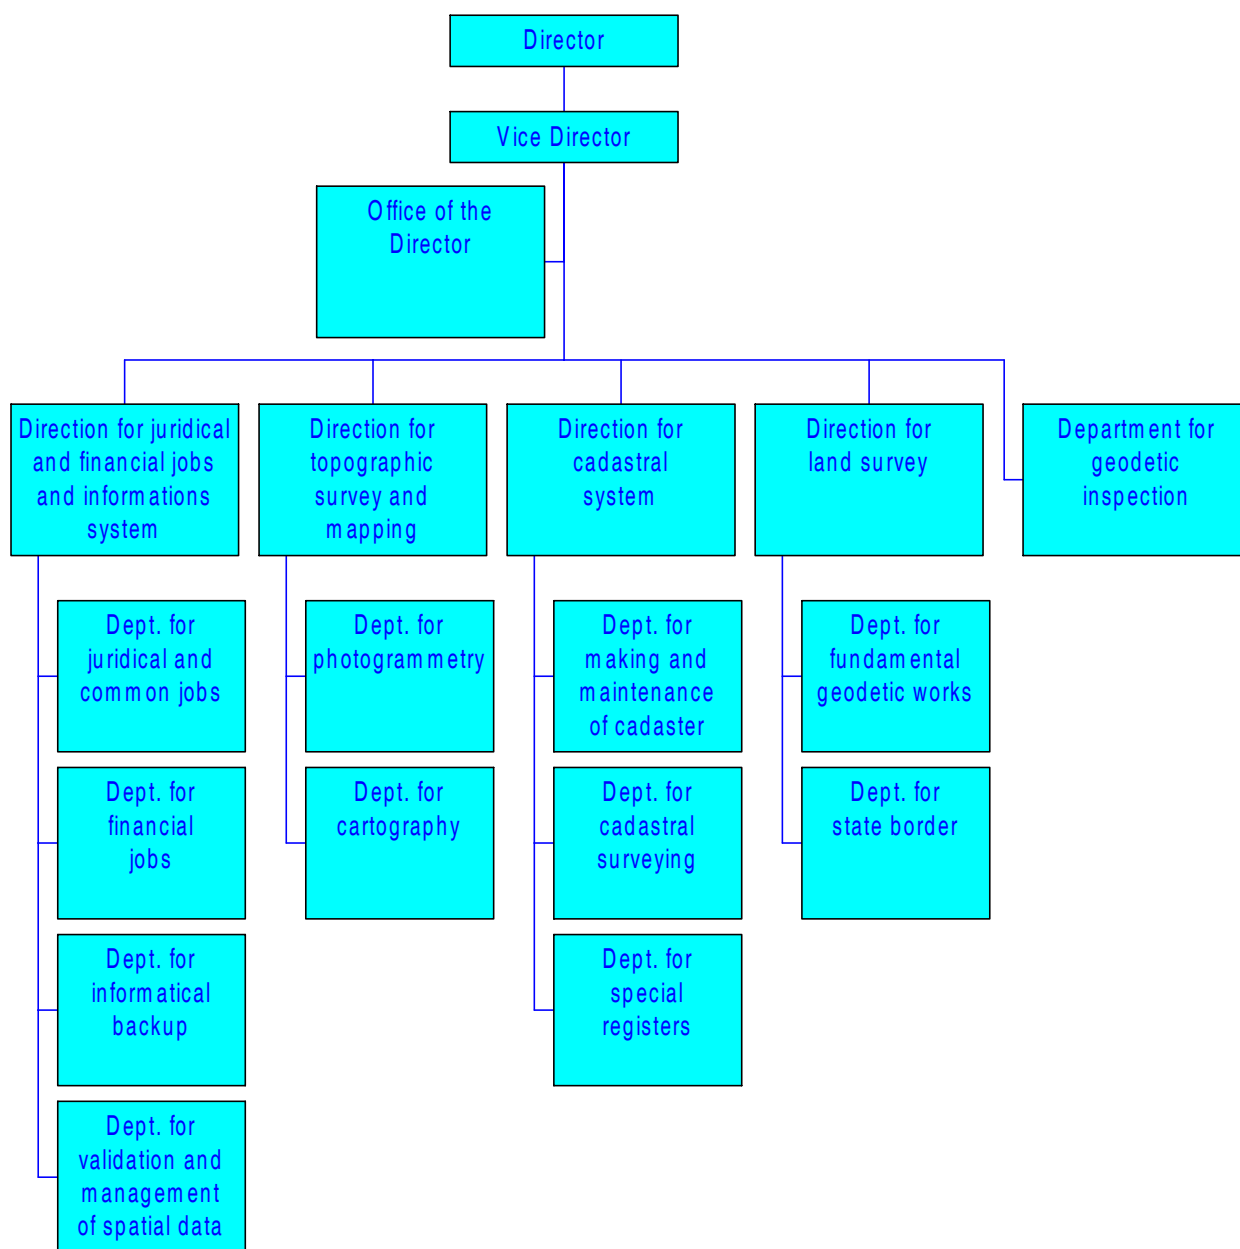 Director
Vice Director
Office of the
Director
Direction for juridical
and financial jobs
and informations
system
Direction for
topographic
survey and
mapping
Direction for
cadastral
system
Direction for
land survey
Department for
geodetic
inspection
Dept. for
juridical and
common jobs
Dept. for
financial
jobs
Dept. for
informatical
backup
Dept. for
validation and
management
of spatial data
Dept. for
photogrammetry
Dept. for
cartography
Dept. for
making and
maintenance
of cadaster
Dept. for
cadastral
surveying
Dept. for
special
registers
Dept. for
fundamental
geodetic works
Dept. for
state border